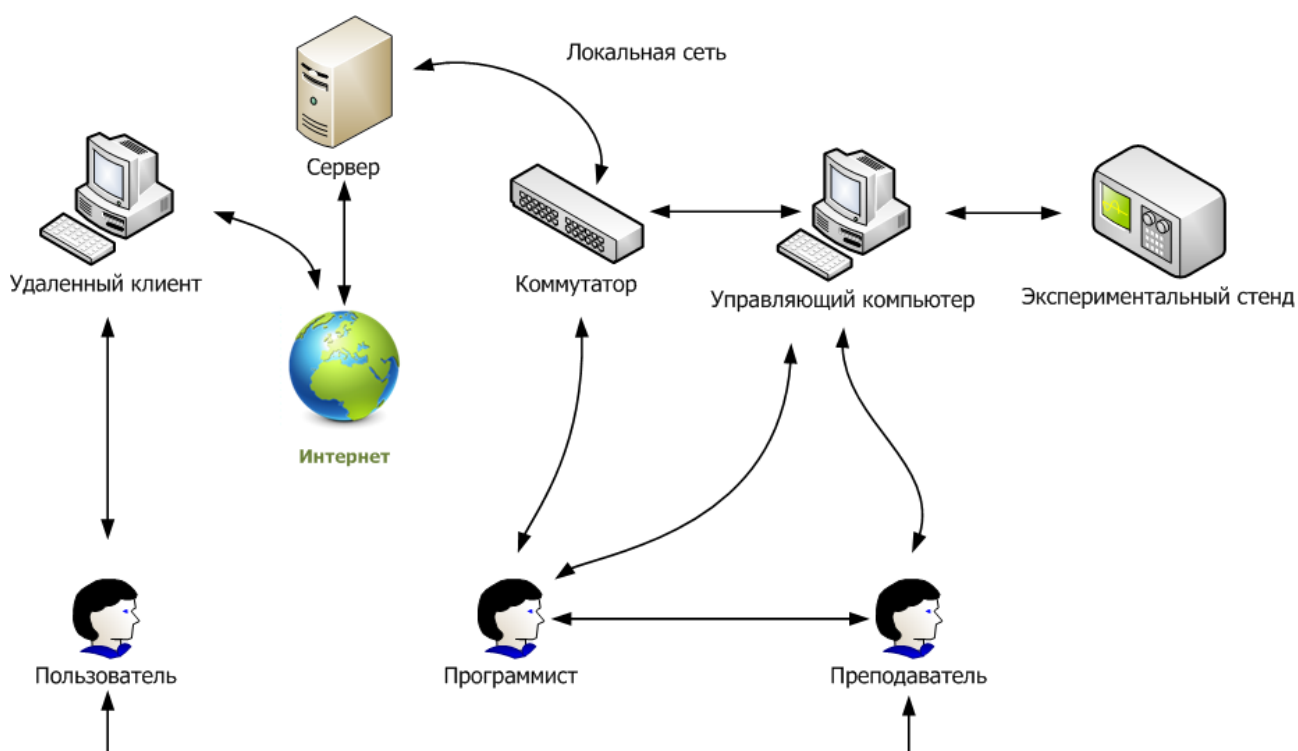 Локальная сеть
Сервер
Удаленный клиент
Коммутатор
Управляющий компьютер
Экспериментальный стенд
Интернет
Пользователь
Программист
Преподаватель